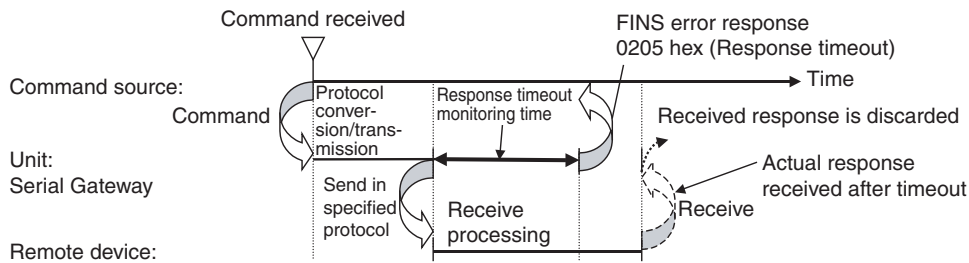 Command received
FINS error response
0205 hex (Response timeout)
Command source:
Time
Command
Protocol
conver-
sion/trans-
mission
Response timeout
monitoring time
Received response is discarded
Unit:
Serial Gateway
Actual response
received after timeout
Send in
specified
protocol
Receive
processing
Receive
Remote device: